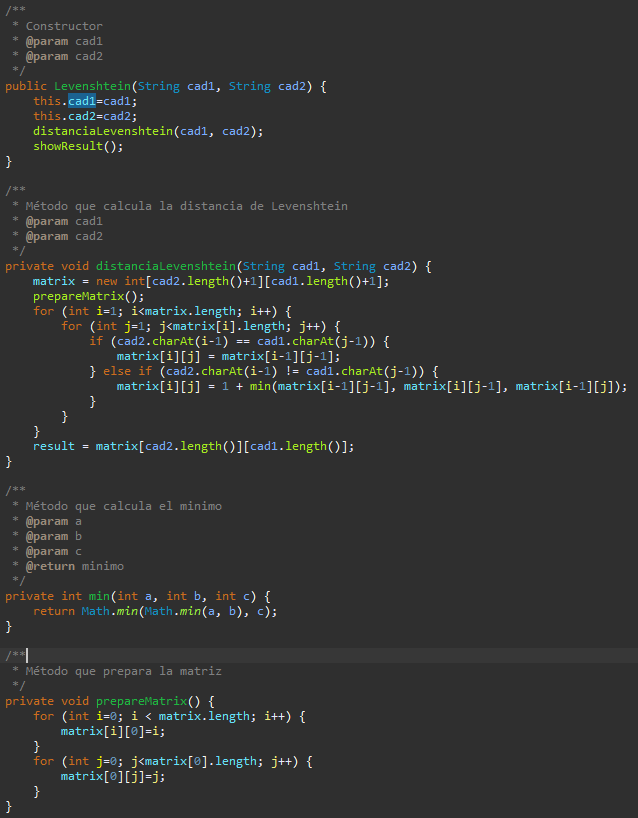 /**
 * Constructor
 * @param cad1
 * @param cad2
 */
public Levenshtein(String cad1, String cad2) {
    this.cad1=cad1;
    this.cad2=cad2;
    distanciaLevenshtein(cad1, cad2);
    showResult();
}

/**
 * Método que calcula la distancia de Levenshtein
 * @param cad1
 * @param cad2
 */
private void distanciaLevenshtein(String cad1, String cad2) {
    matrix = new int[cad2.length()+1][cad1.length()+1];
    prepareMatrix();
    for (int i=1; i<matrix.length; i++) {
        for (int j=1; j<matrix[i].length; j++) {
            if (cad2.charAt(i-1) == cad1.charAt(j-1)) {
                matrix[i][j] = matrix[i-1][j-1];
            } else if (cad2.charAt(i-1) != cad1.charAt(j-1)) {
                matrix[i][j] = 1 + min(matrix[i-1][j-1], matrix[i][j-1], matrix[i-1][j]);
            }
        }
    }
    result = matrix[cad2.length()][cad1.length()];
}

/**
 * Método que calcula el minimo
 * @param a
 * @param b
 * @param c
 * @return minimo
 */
private int min(int a, int b, int c) {
    return Math.min(Math.min(a, b), c);
}

/**
 * Método que prepara la matriz
 */
private void prepareMatrix() {
    for (int i=0; i < matrix.length; i++) {
        matrix[i][0]=i;
    }
    for (int j=0; j<matrix[0].length; j++) {
        matrix[0][j]=j;
    }
}